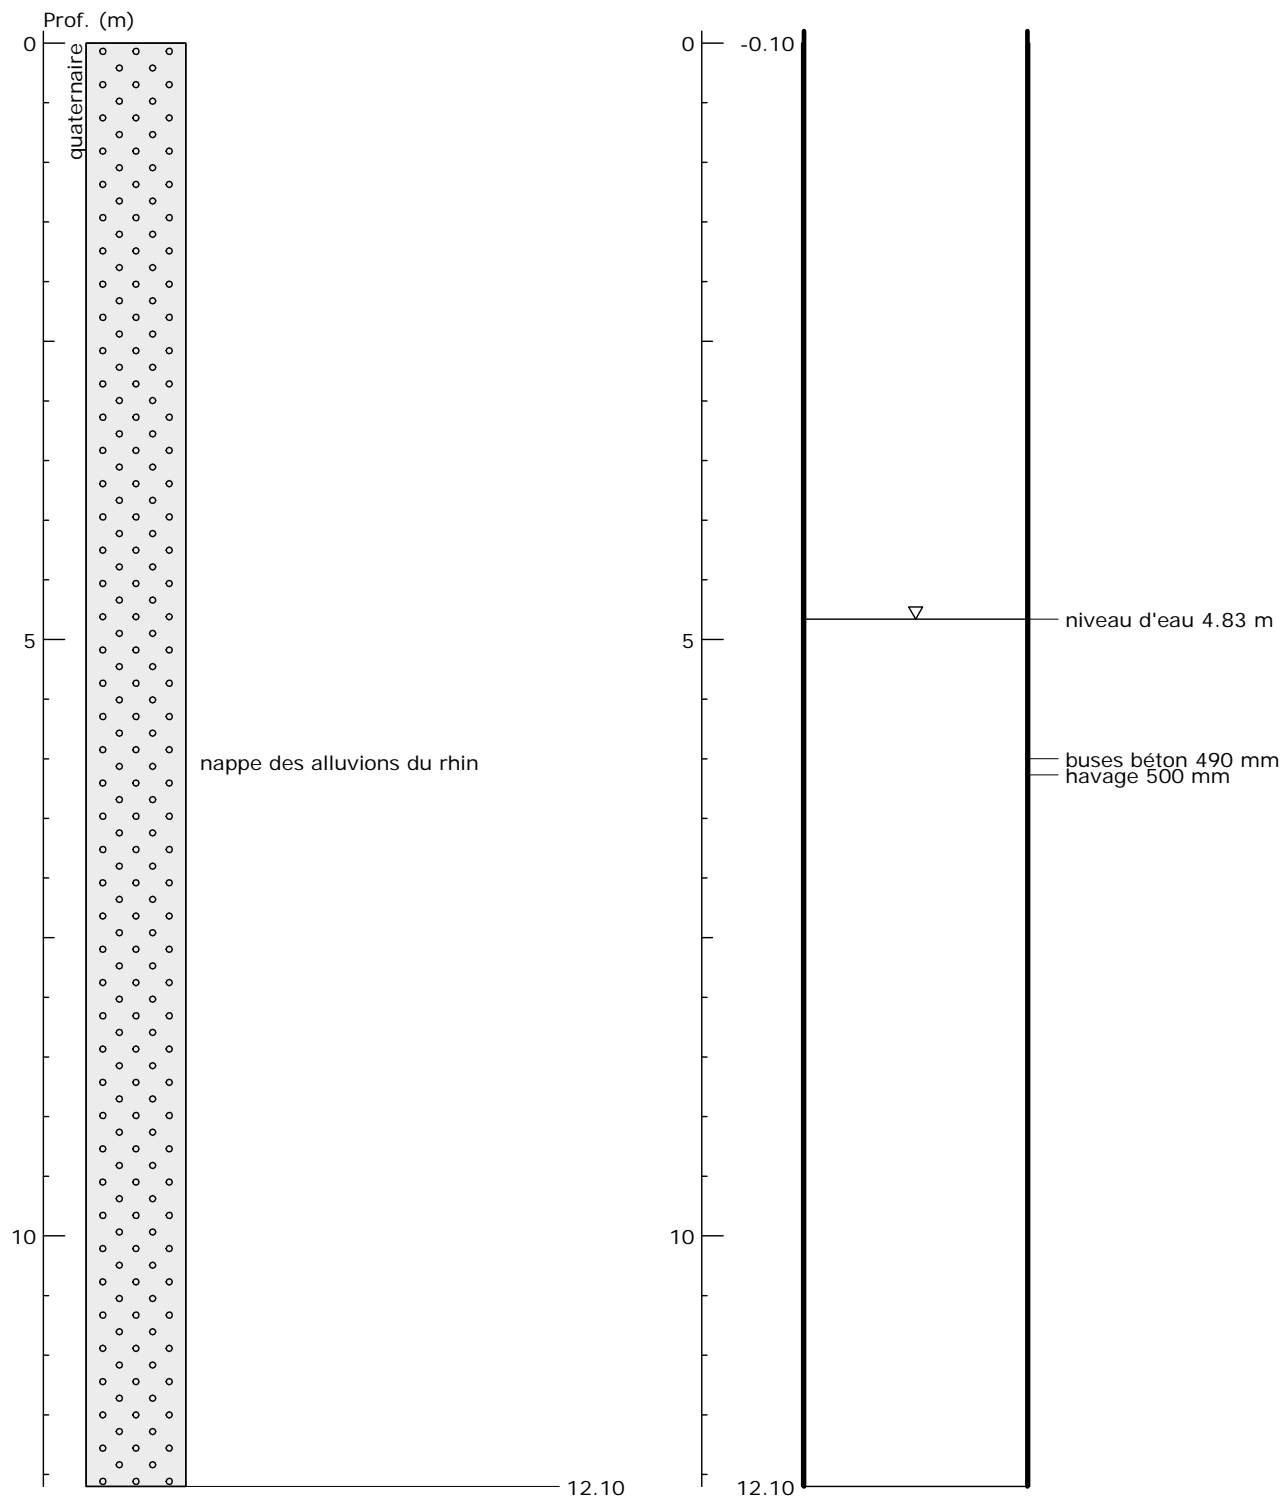 Prof. (m)
0
quaternaire
5
nappe des alluvions du rhin
10
12.10
0
-0.10
niveau d'eau 4.83 m
5
buses béton 490 mm
havage 500 mm
10
12.10